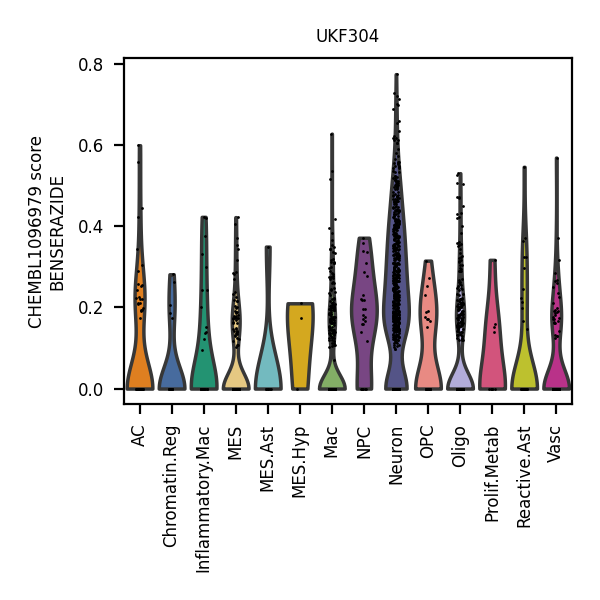 UKF304
CHEMBL1096979 score
BENSERAZIDE
0.8
0.6
0.4
0.2
0.0
AC
Chromatin.Reg
Inflammatory.Mac
MES
MES.Ast
MES.Hyp
Mac
NPC
Neuron
OPC
Oligo
Prolif.Metab
Reactive.Ast
Vasc